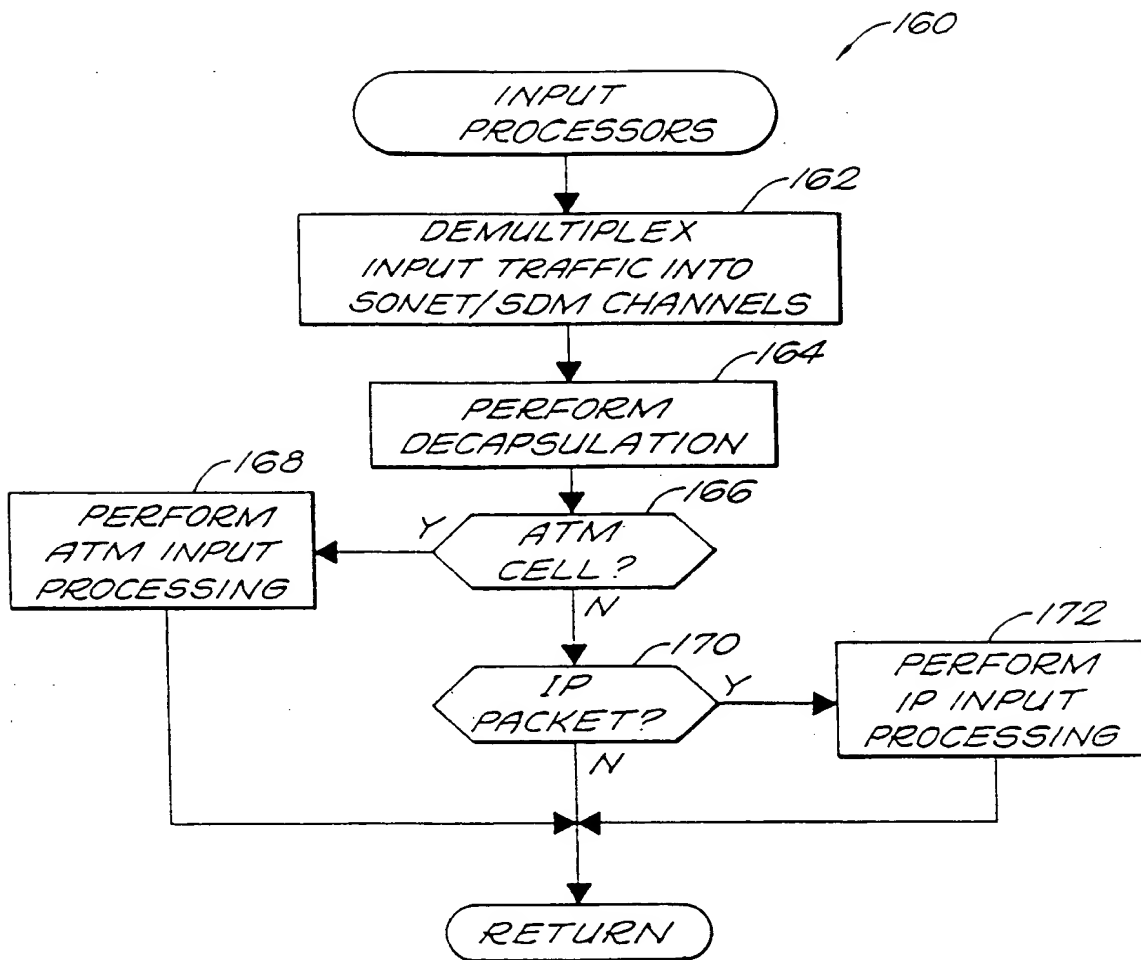 160
INPUT
PROCESSORS
162
DEMULTIPLEX
INPUT TRAFFIC INTO
SONET/SDM CHANNELS
164
PERFORM
DECAPSULATION
168
PERFORM
ATM INPUT
PROCESSING
166
Y
ATM
CELL?
N
170
IP
PACKET?
Y
N
172
PERFORM
IP INPUT
PROCESSING
RETURN